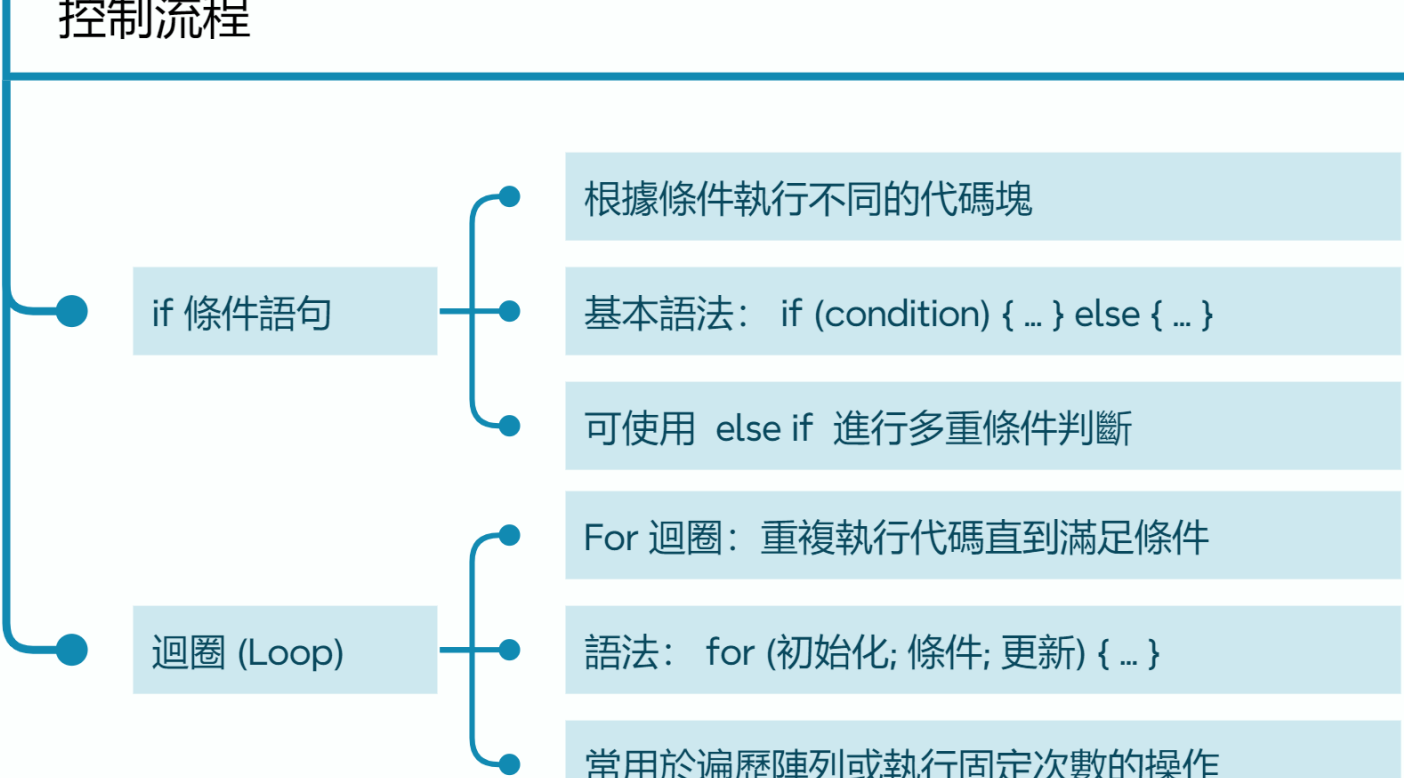 控制流程
根據條件執行不同的代碼塊
if 條件語句
基本語法： if (condition) { ... } else { ... }
可使用 else if 進行多重條件判斷
For 迴圈：重複執行代碼直到滿足條件
迴圈 (Loop)
語法： for (初始化; 條件; 更新) { ... }
常用於遍歷陣列或執行固定次數的操作